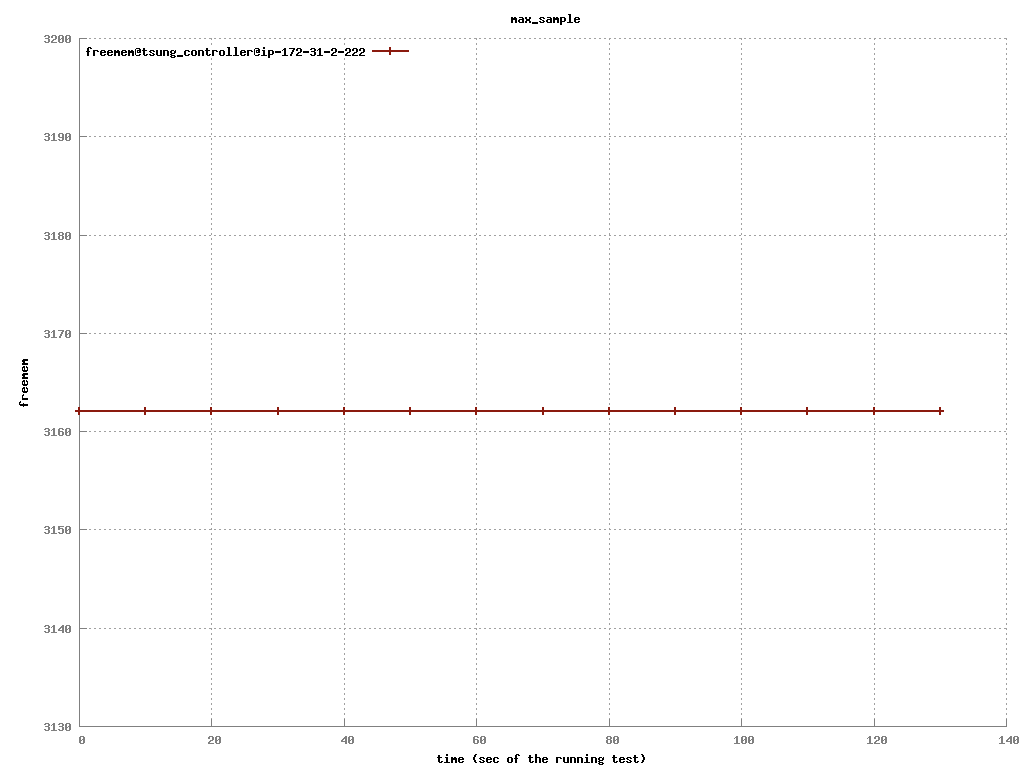 max_sample
freemem@tsung_controller@ip-172-31-2-222
3200
3190
3180
3170
3160
3150
3140
3130
freemem
0 20 40 60 80 100 120 140
time (sec of the running test)